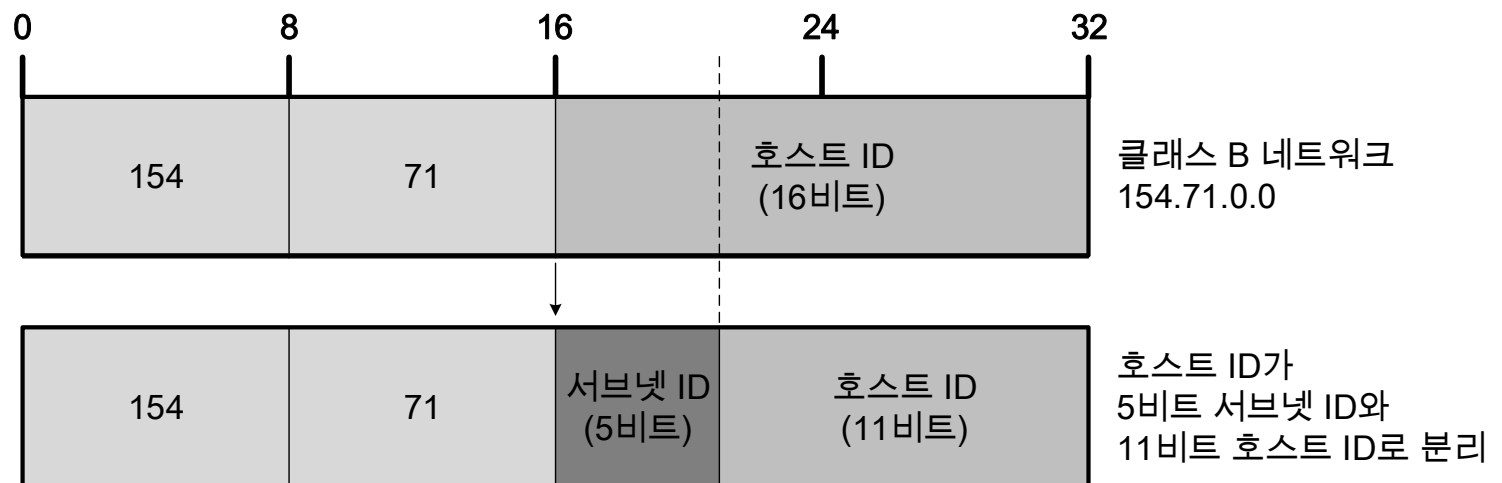 0 8 16 24 32
154
71
호스트 ID
(16비트)
클래스 B 네트워크
154.71.0.0
154
71
서브넷 ID
(5비트)
호스트 ID
(11비트)
호스트 ID가
5비트 서브넷 ID와
11비트 호스트 ID로 분리